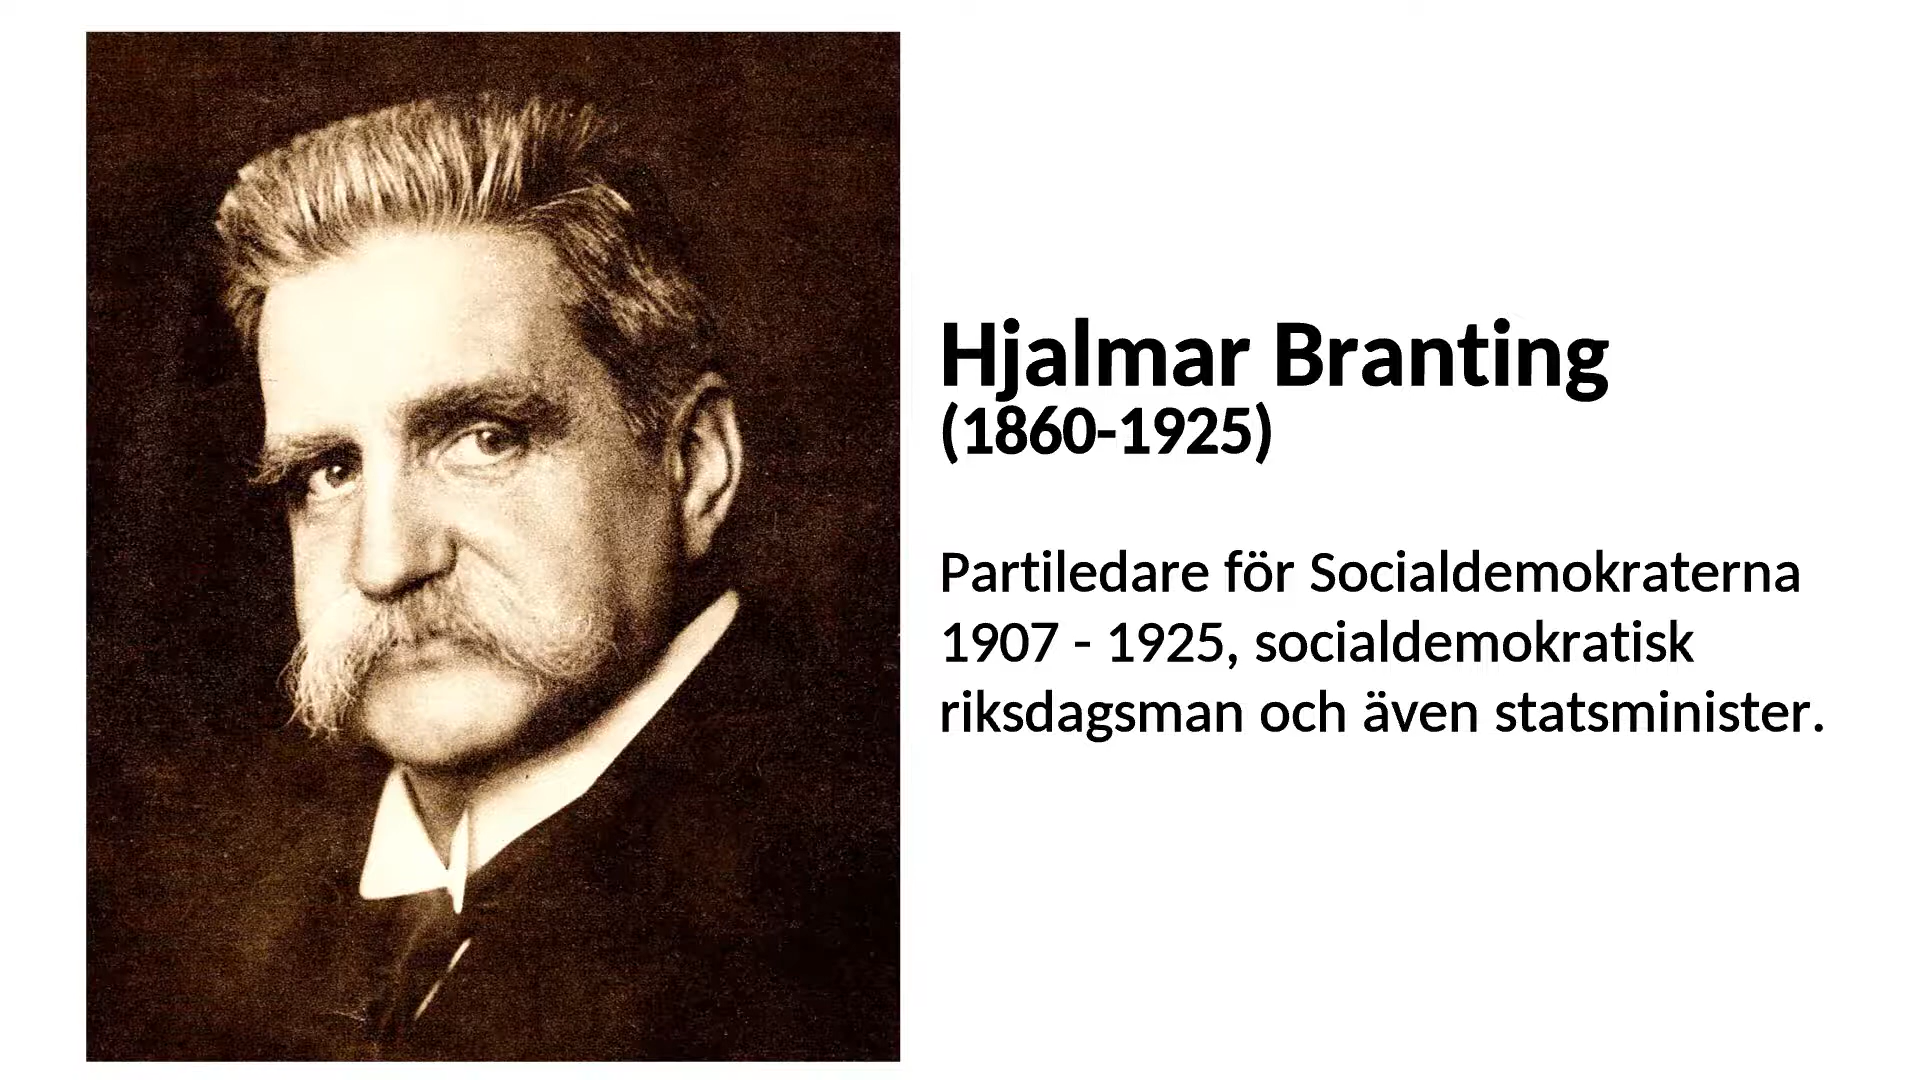 Hjalmar Branting
(1860-1925)
Partiledare för Socialdemokraterna
1907 - 1925, socialdemokratisk
riksdagsman och även statsminister.